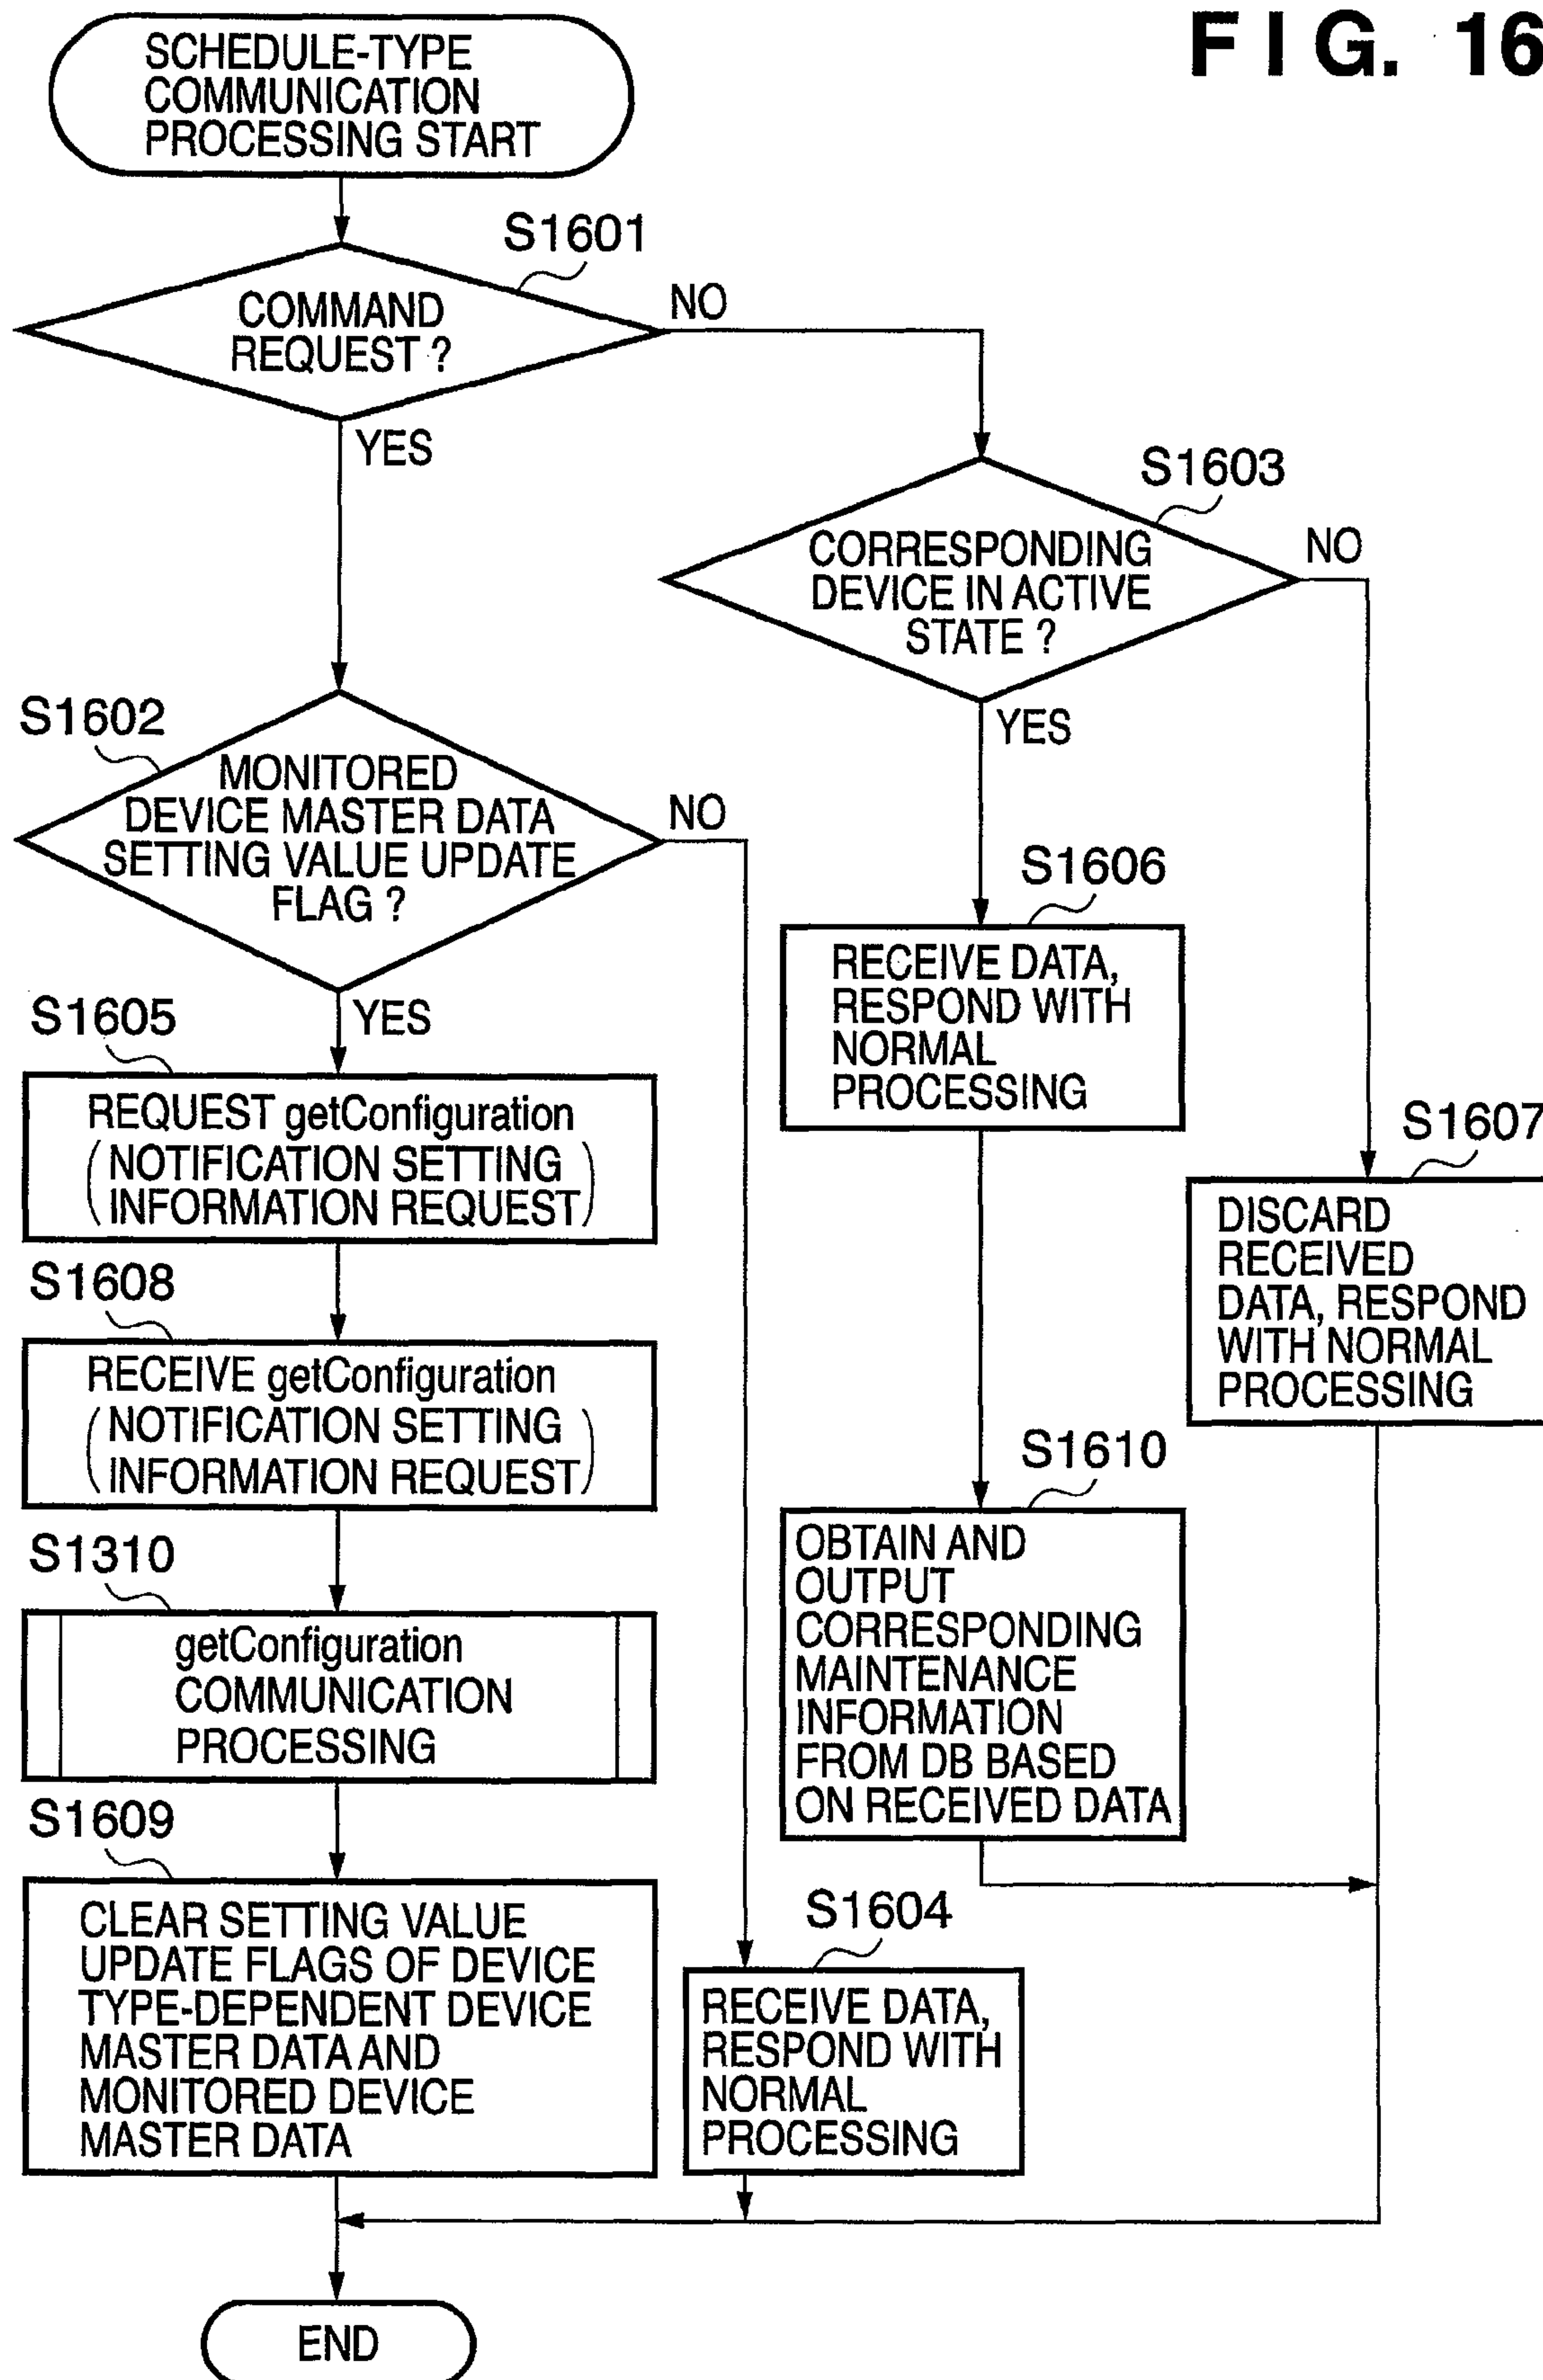 FIG. 16
SCHEDULE-TYPE
COMMUNICATION
PROCESSING START
S1601
COMMAND
REQUEST ?
NO
YES
S1603
CORRESPONDING
DEVICE IN ACTIVE
STATE ?
NO
YES
S1602
MONITORED
DEVICE MASTER DATA
SETTING VALUE UPDATE
FLAG ?
NO
YES
S1606
RECEIVE DATA,
RESPOND WITH
NORMAL
PROCESSING
S1605
REQUEST getConfiguration
(NOTIFICATION SETTING
INFORMATION REQUEST)
S1607
DISCARD
RECEIVED
DATA, RESPOND
WITH NORMAL
PROCESSING
S1608
RECEIVE getConfiguration
(NOTIFICATION SETTING
INFORMATION REQUEST)
S1610
OBTAIN AND
OUTPUT
CORRESPONDING
MAINTENANCE
INFORMATION
FROM DB BASED
ON RECEIVED DATA
S1310
getConfiguration
COMMUNICATION
PROCESSING
S1609
CLEAR SETTING VALUE
UPDATE FLAGS OF DEVICE
TYPE-DEPENDENT DEVICE
MASTER DATA AND
MONITORED DEVICE
MASTER DATA
S1604
RECEIVE DATA,
RESPOND WITH
NORMAL
PROCESSING
END